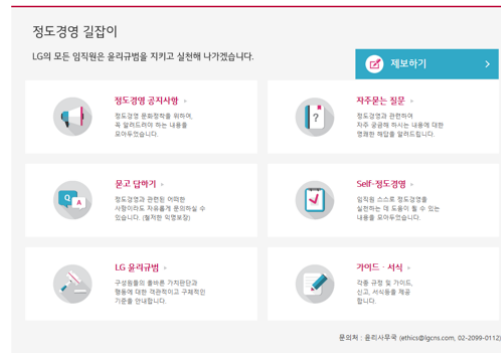 정도경영 길잡이
LG의 모든 임직원은 윤리규범을 지키고 실천해 나가겠습니다.
제보하기
정도경영 공지사항
정도경영 문화정착을 위하여,
꼭 알려드려야 하는 내용을
모아두었습니다.
자주묻는 질문
정도경영과 관련하여
자주 궁금해 하시는 내용에 대한
명쾌한 해답을 알려드립니다.
묻고 답하기
Q
A
정도경영과 관련된 어떠한
사항이라도 자유롭게 문의하실 수
있습니다. (철저한 익명보장)
Self-정도경영
임직원 스스로 정도경영을
실천하는 데 도움이 될 수 있는
내용을 모아두었습니다.
LG 윤리규범
구성원들의 올바른 가치판단과
행동에 대한 객관적이고 구체적인
기준을 안내합니다.
가이드 · 서식
각종 규정 및 가이드,
신고, 서식등을 제공
합니다.
문의처 : 윤리사무국 (ethics@lgcns.com, 02-2099-0112)